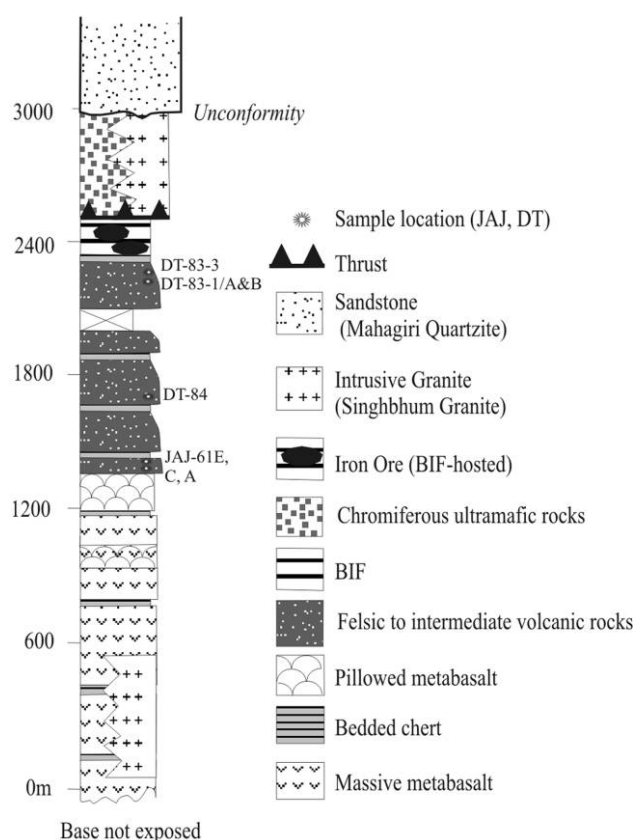 3000
Unconformity
2400
DT-83-3
DT-83-1/A&B
1800
DT-84
JAJ-61E,
C, A
1200
600
0m
Base not exposed
Sample location (JAJ, DT)
Thrust
Sandstone
(Mahagiri Quartzite)
Intrusive Granite
(Singhbhum Granite)
Iron Ore (BIF-hosted)
Chromiferous ultramafic rocks
BIF
Felsic to intermediate volcanic rocks
Pillowed metabasalt
Bedded chert
Massive metabasalt